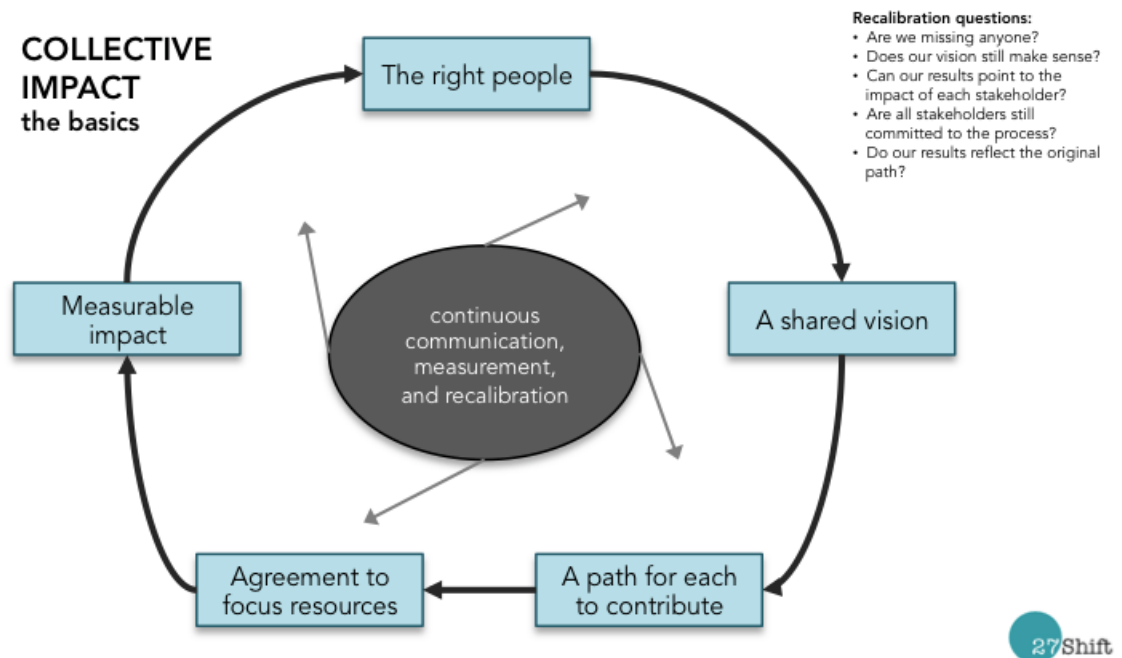 COLLECTIVE
IMPACT
the basics
Recalibration questions:
• Are we missing anyone?
• Does our vision still make sense?
• Can our results point to the
impact of each stakeholder?
• Are all stakeholders still
committed to the process?
• Do our results reflect the original
path?
The right people
A shared vision
A path for each
to contribute
Agreement to
focus resources
Measurable
impact
continuous
communication,
measurement,
and recalibration
27Shift